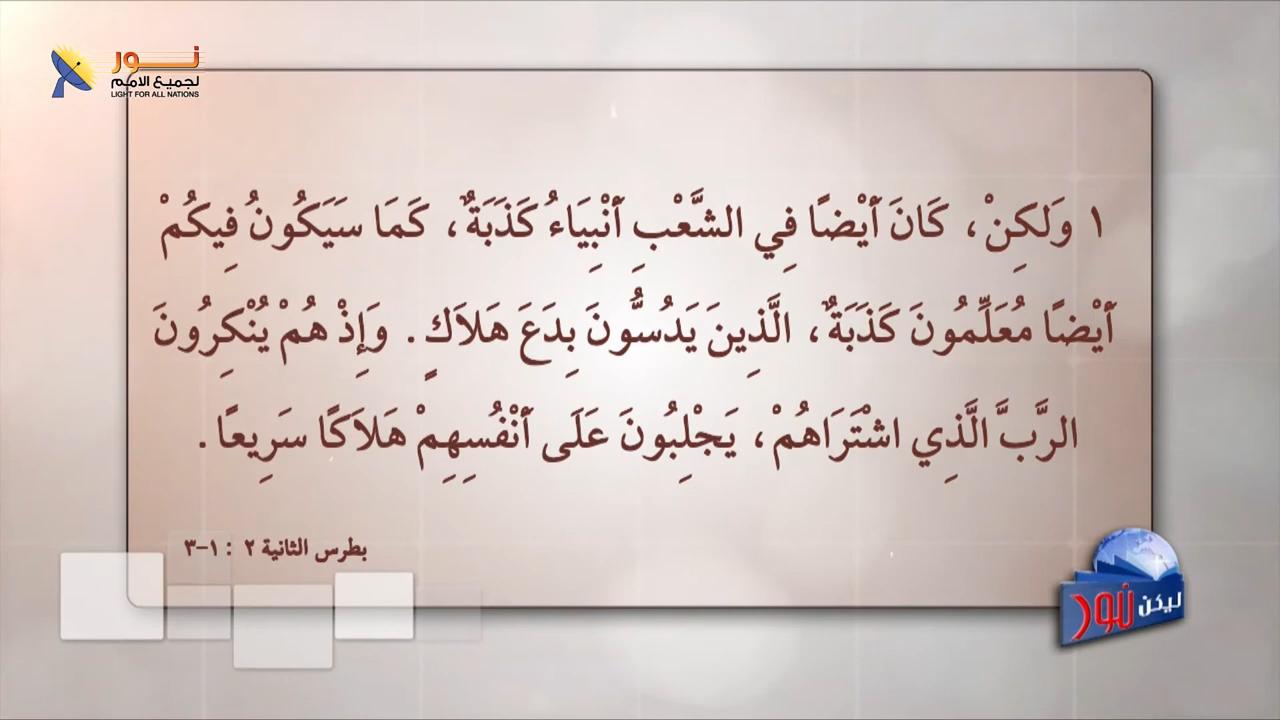 نور
لجميع الامم
LIGHT FOR ALL NATIONS
١ وَلكِنْ، كَانَ أَيْضًا فِي الشَّعْبِ أَنْبِيَاءُ كَذَبَةٌ، كَمَا سَيَكُونُ فِيكُمْ
أَيْضًا مُعَلِّمُونَ كَذَبَةٌ، الَّذِينَ يَدُسُّونَ بِدَعَ هَلاَكٍ. وَإِذْ هُمْ يُنْكِرُونَ
الرَّبَّ الَّذِي اشْتَرَاهُمْ، يَجْلِبُونَ عَلَى أَنْفُسِهِمْ هَلاَكًا سَرِيعًا.
بطرس الثانية ٢ : ١-٣
ليكن نور